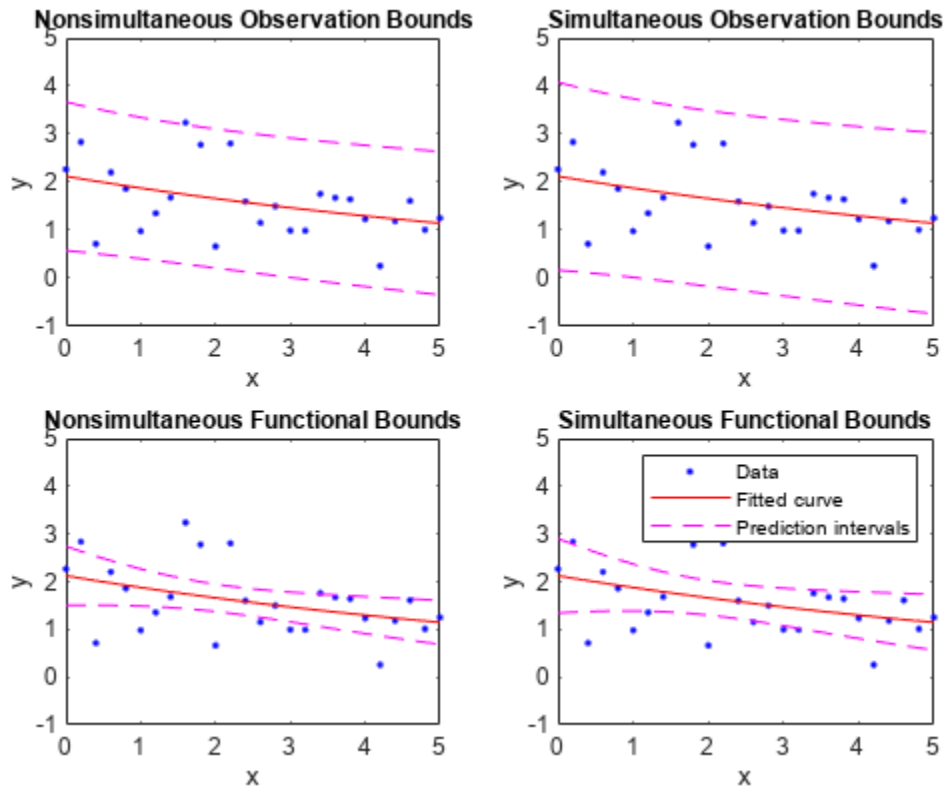 Nonsimultaneous Observation Bounds
5
4
3
2
1
0
-1
y
0 1 2 3 4 5
x
Simultaneous Observation Bounds
5
4
3
2
1
0
-1
y
0 1 2 3 4 5
x
Nonsimultaneous Functional Bounds
5
4
3
2
1
0
-1
y
0 1 2 3 4 5
x
Simultaneous Functional Bounds
5
4
3
2
1
0
-1
y
Data
Fitted curve
Prediction intervals
0 1 2 3 4 5
x